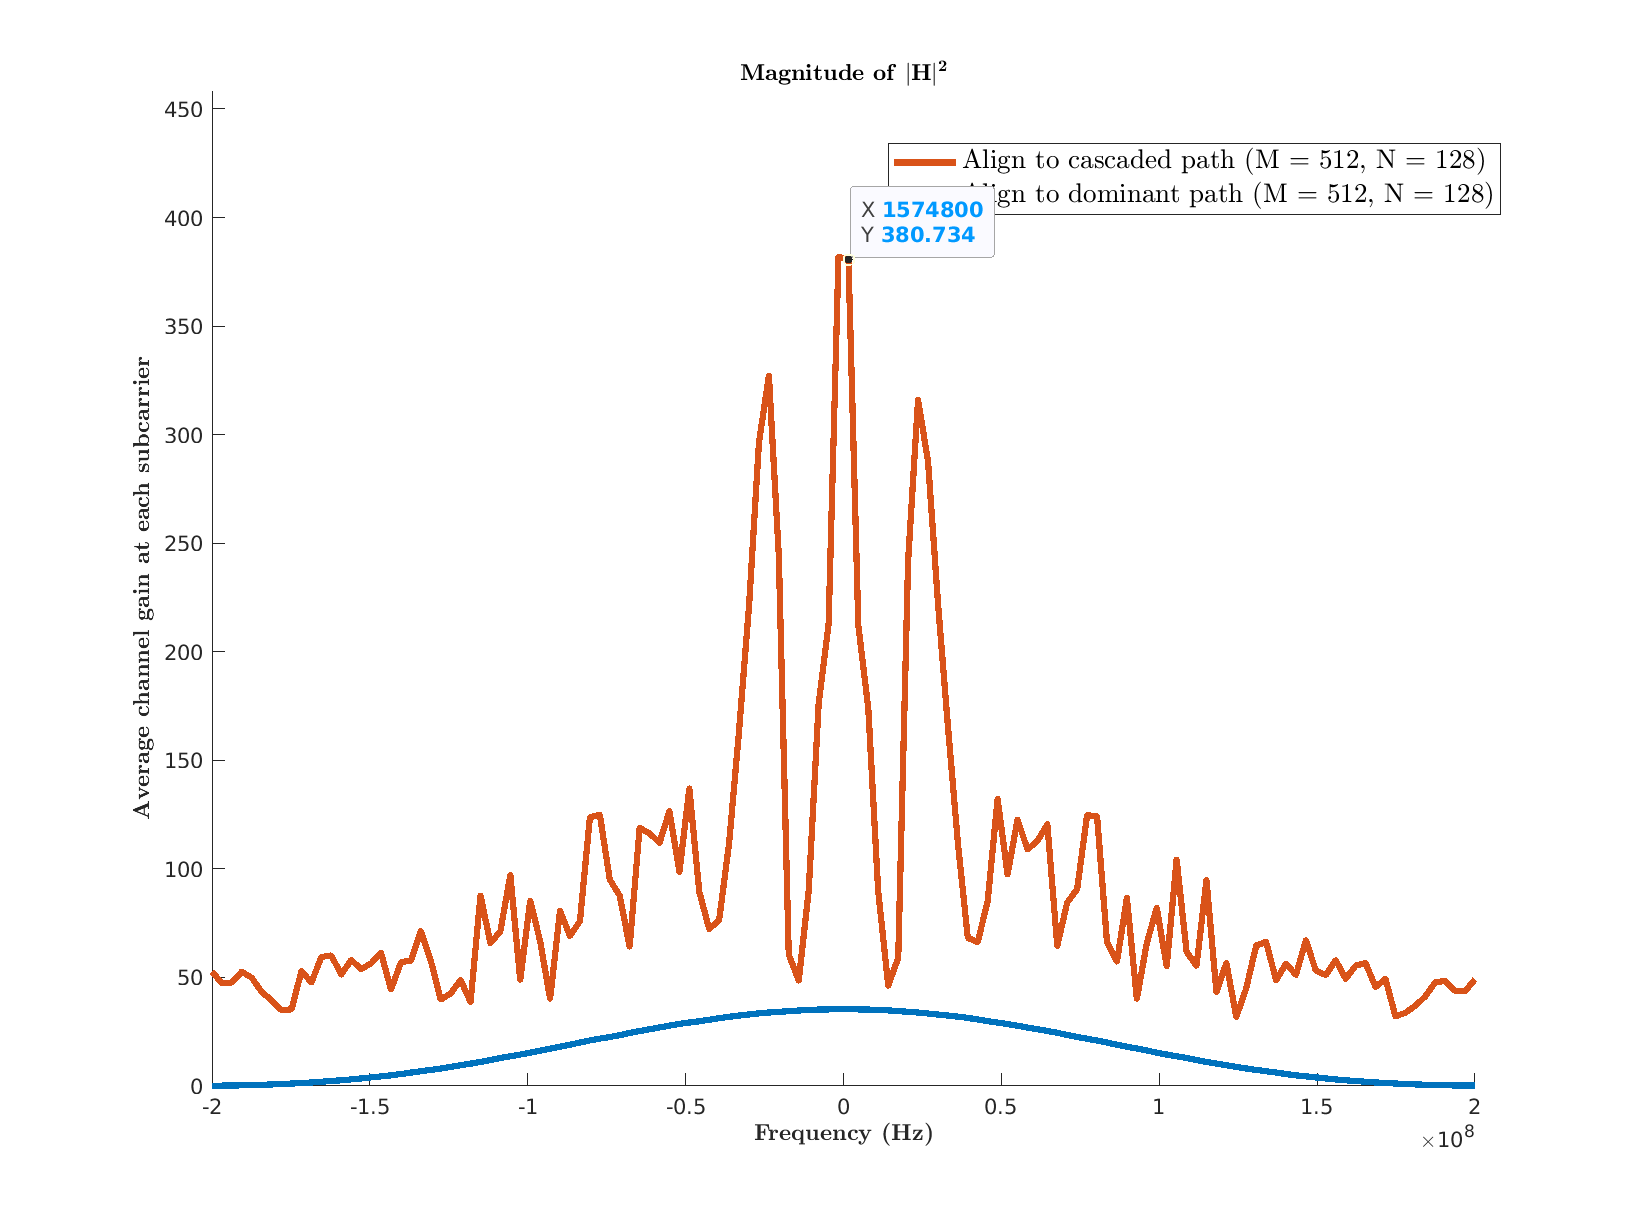 Magnitude of |H|²
450
400
350
300
250
200
150
100
50
0
Average channel gain at each subcarrier
Align to cascaded path (M = 512, N = 128)
to dominant path (M = 512, N = 128)
X 1574800
Y 380.734
-2 -1.5 -1 -0.5 0 0.5 1 1.5 2
Frequency (Hz)
×10⁸